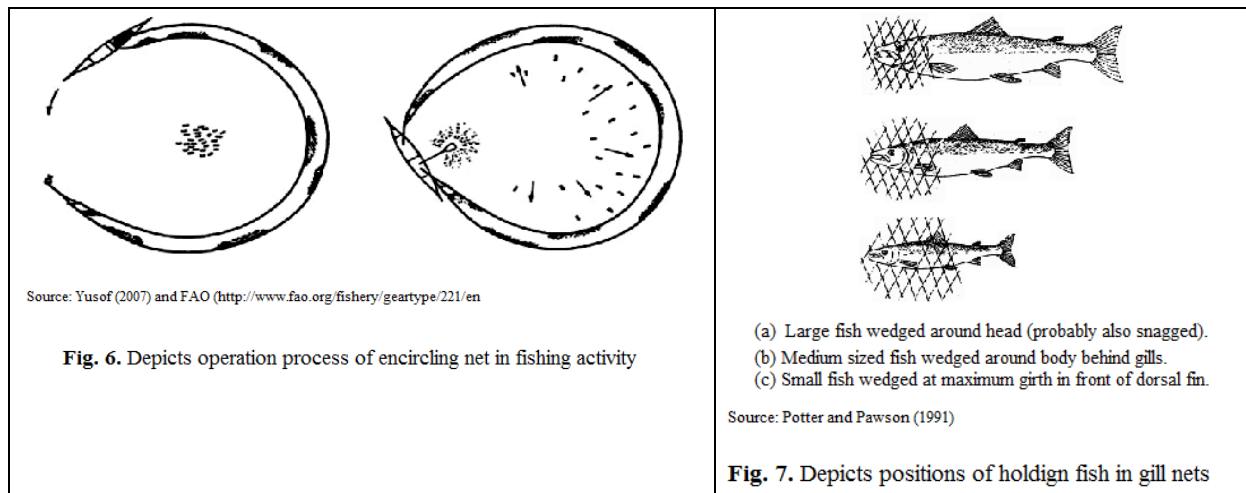 Source: Yusof (2007) and FAO (http://www.fao.org/fishery/geartype/221/en
Fig. 6. Depicts operation process of encircling net in fishing activity
(a) Large fish wedged around head (probably also snagged).
(b) Medium sized fish wedged around body behind gills.
(c) Small fish wedged at maximum girth in front of dorsal fin.
Source: Potter and Pawson (1991)
Fig. 7. Depicts positions of holdign fish in gill nets